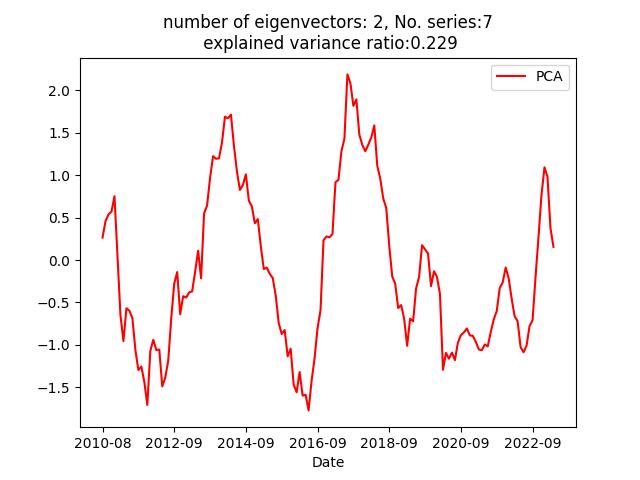 number of eigenvectors: 2, No. series:7
explained variance ratio:0.229
PCA
2.0
1.5
1.0
0.5
0.0
−0.5
−1.0
−1.5
2010-08 2012-09 2014-09 2016-09 2018-09 2020-09 2022-09
Date